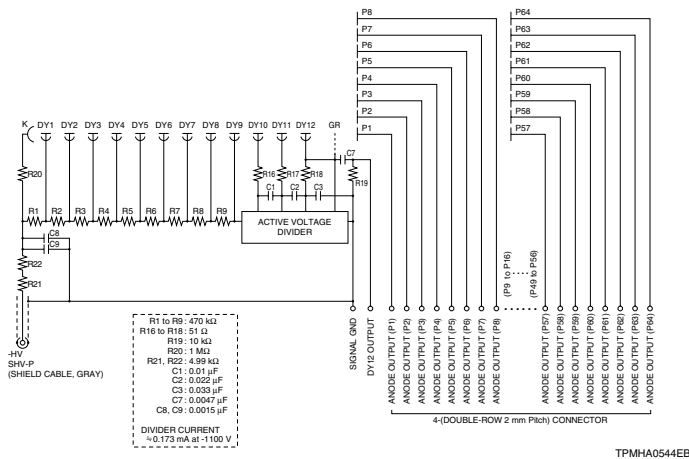 P8
P7
P6
P5
P4
P3
P2
P1
P64
P63
P62
P61
P60
P59
P58
P57
K DY1 DY2 DY3 DY4 DY5 DY6 DY7 DY8 DY9 DY10 DY11 DY12 GR
C7
R20
R16 R17 R18
R19
C1 C2 C3
R1 R2 R3 R4 R5 R6 R7 R8 R9
ACTIVE VOLTAGE
DIVIDER
C8
C9
R22
R21
-HV
SHV-P
(SHIELD CABLE, GRAY)
R1 to R9 : 470 kΩ
R16 to R18 : 51 Ω
R19 : 10 kΩ
R20 : 1 MΩ
R21, R22 : 4.99 kΩ
C1: 0.01 µF
C2: 0.022 µF
C3: 0.033 µF
C7: 0.0047 µF
C8, C9: 0.0015 µF
DIVIDER CURRENT
≒0.173 mA at -1100 V
(P9 to P16)
(P49 to P56)
SIGNAL GND
DY12 OUTPUT
ANODE OUTPUT (P1)
ANODE OUTPUT (P2)
ANODE OUTPUT (P3)
ANODE OUTPUT (P4)
ANODE OUTPUT (P5)
ANODE OUTPUT (P6)
ANODE OUTPUT (P7)
ANODE OUTPUT (P8)
ANODE OUTPUT (P57)
ANODE OUTPUT (P58)
ANODE OUTPUT (P59)
ANODE OUTPUT (P60)
ANODE OUTPUT (P61)
ANODE OUTPUT (P62)
ANODE OUTPUT (P63)
ANODE OUTPUT (P64)
4-(DOUBLE-ROW 2 mm Pitch) CONNECTOR
TPMHA0544EB